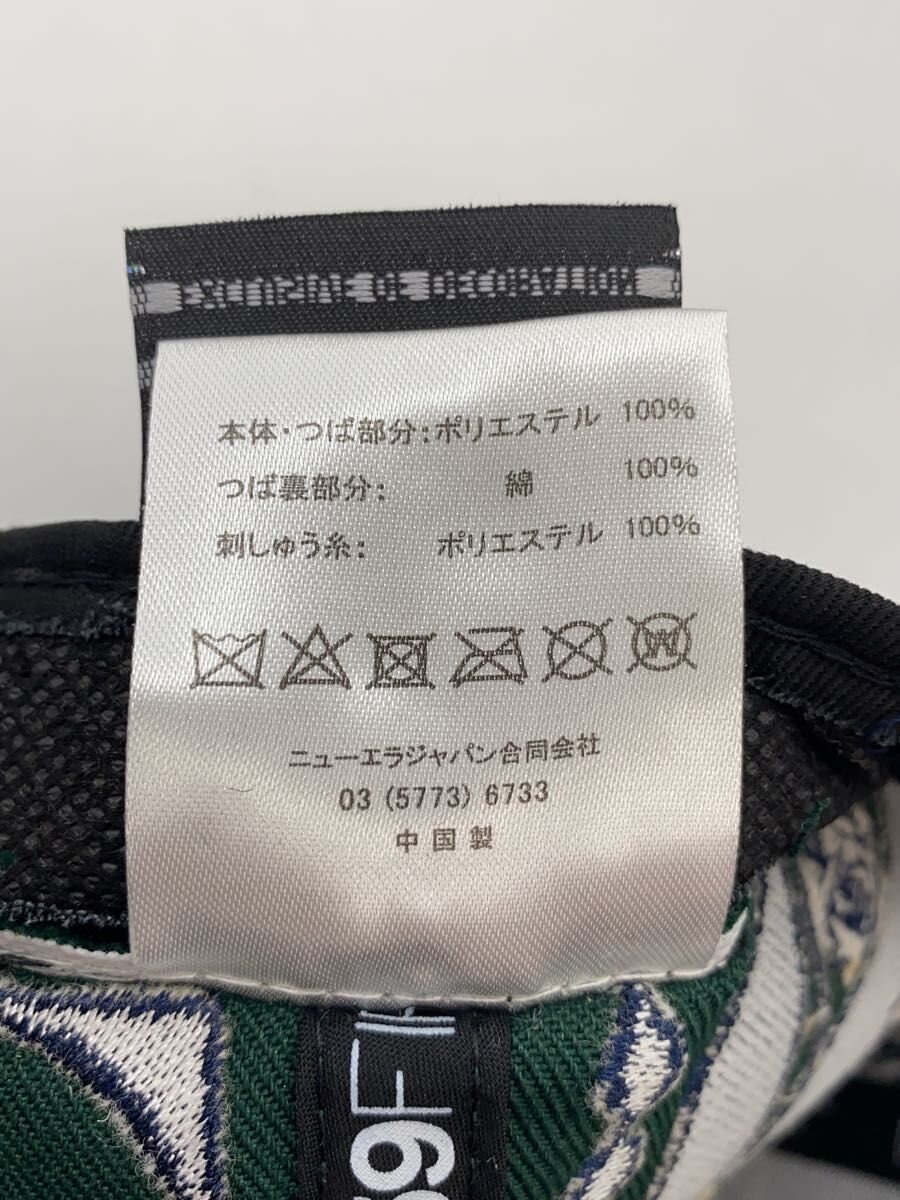 本体・つば部分:ポリエステル 100%
つば裏部分: 綿 100%
刺しゅう糸: ポリエステル 100%
ニューエラジャパン合同会社
03 (5773) 6733
中国製
9FI